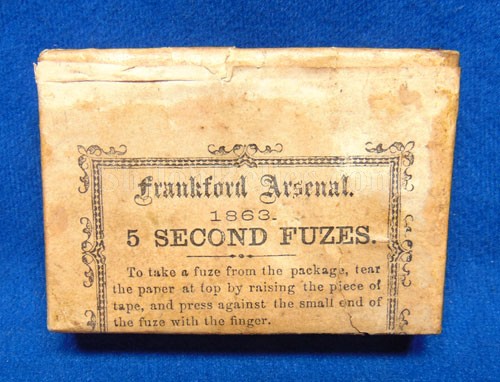 Frankford Arsenal.
1863.
5 SECOND FUZES.
To take a fuze from the package, tear
the paper at top by raising the piece of
tape, and press against the small end of
the fuze with the finger.